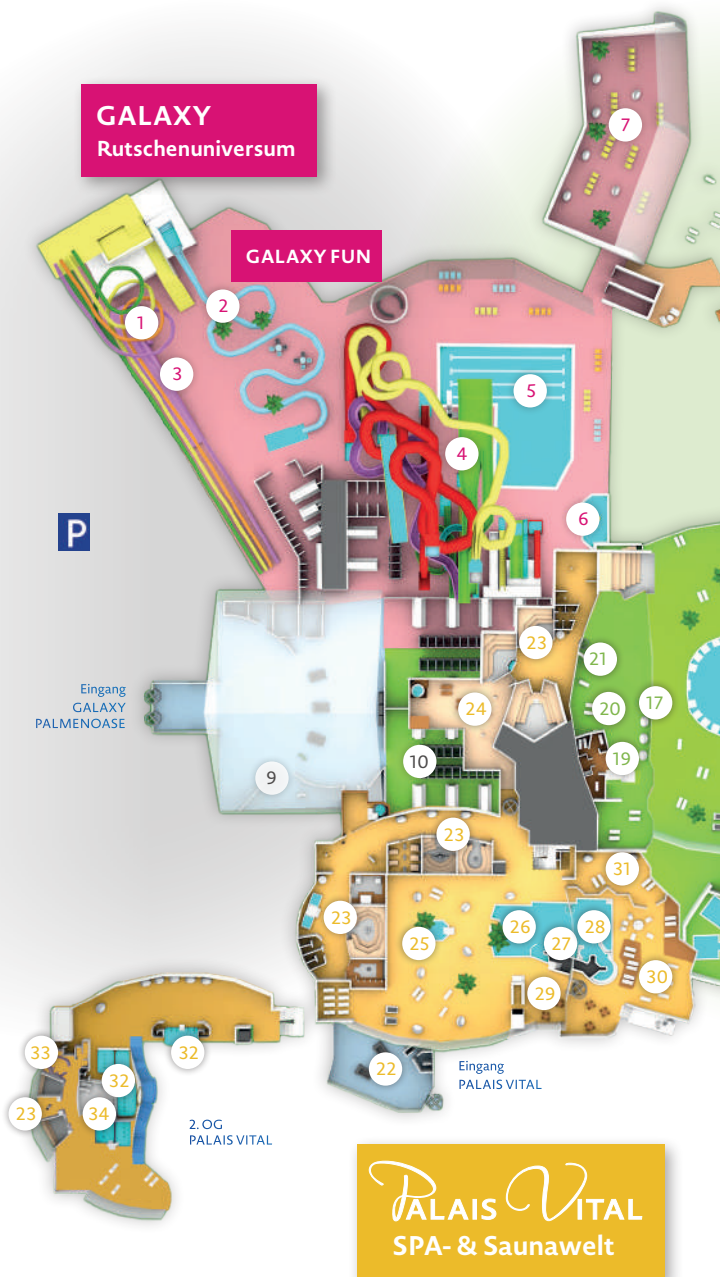 GALAXY
Rutschenuniversum
7
GALAXY FUN
2
1
3
5
4
6
P
23
21
24
20
17
19
10
9
Eingang
GALAXY
PALMENOASE
23
31
23
25
26
27
28
29
30
22
Eingang
PALAIS VITAL
33
32
32
23
34
2. OG
PALAIS VITAL
PALAIS VITAL
SPA- & Saunawelt